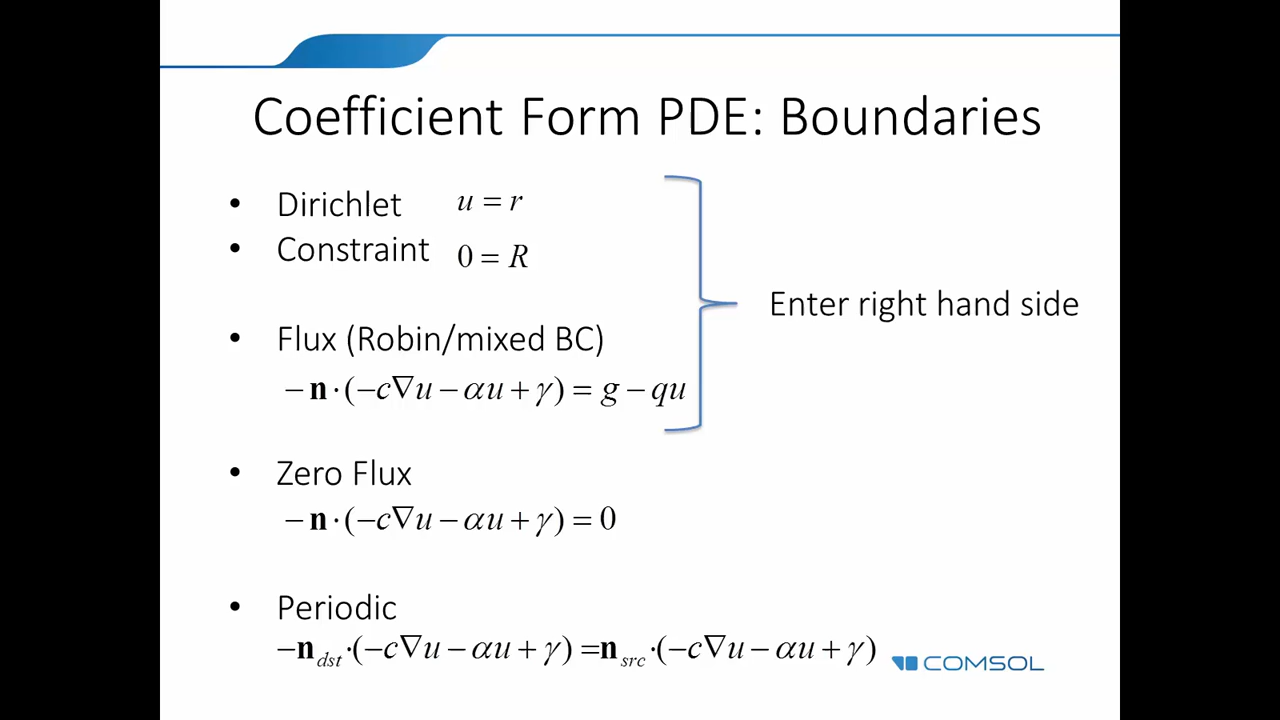 Coefficient Form PDE: Boundaries
• Dirichlet u = r
• Constraint 0 = R
Enter right hand side
• Flux (Robin/mixed BC)
−n·(−c∇u − αu + γ) = g − qu
• Zero Flux
−n·(−c∇u − αu + γ) = 0
• Periodic
−n_dst·(−c∇u − αu + γ) =n_src·(−c∇u − αu + γ)
COMSOL